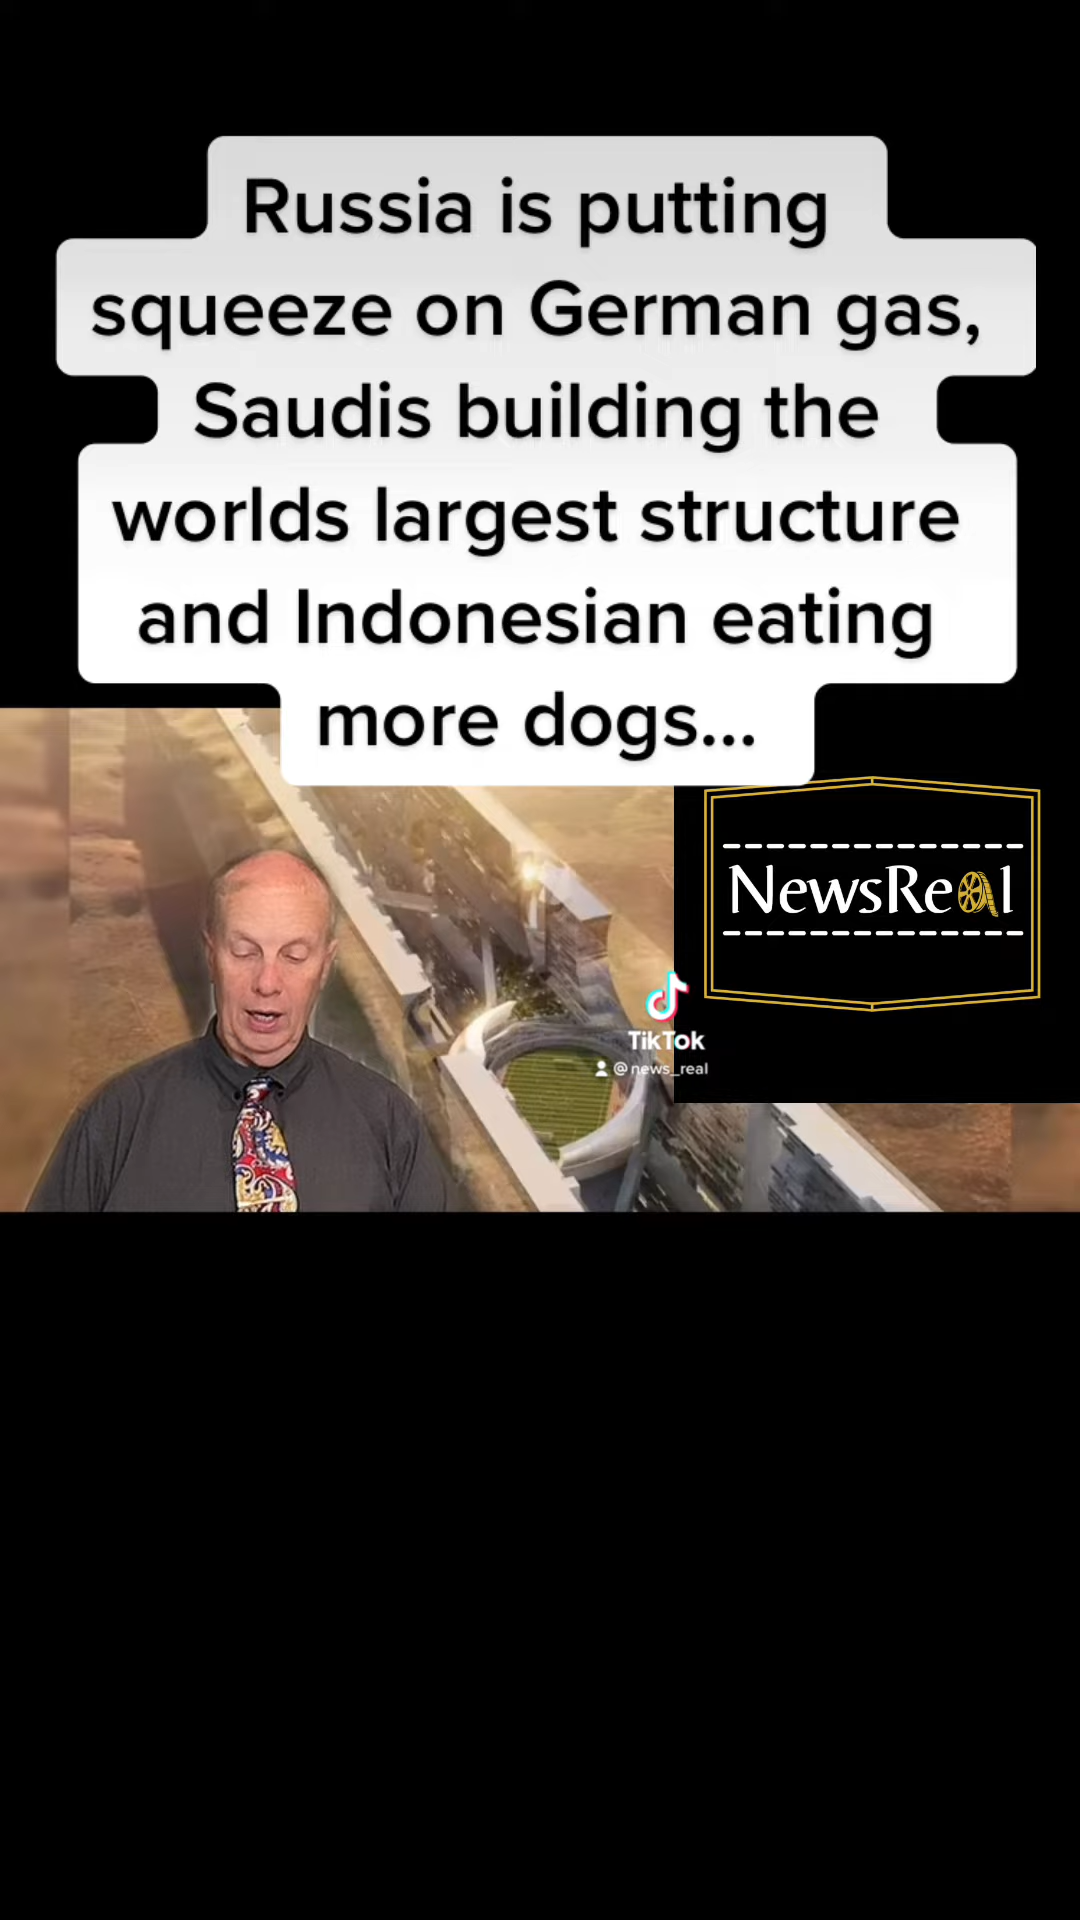 Russia is putting
squeeze on German gas,
Saudis building the
worlds largest structure
and Indonesian eating
more dogs...
NewsReal
TikTok
@news_real